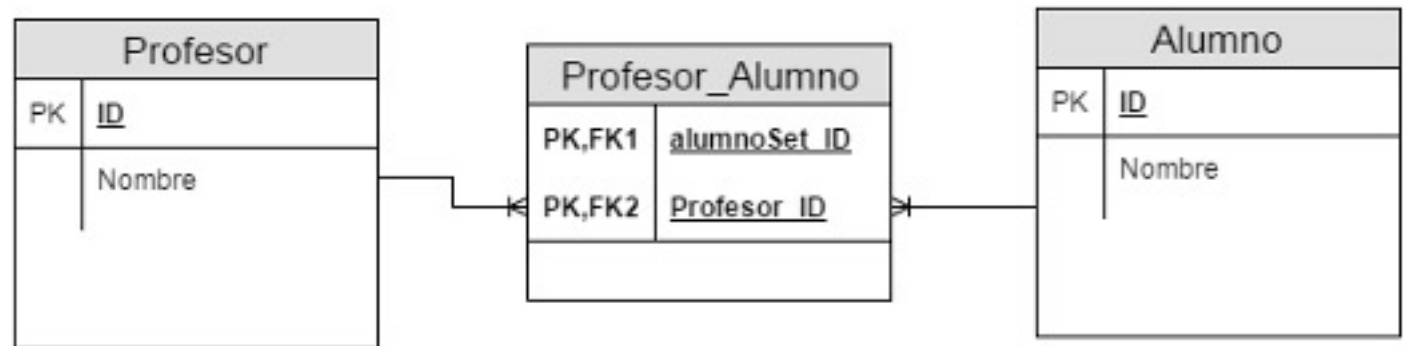 Profesor
PK ID
Nombre
Profesor_Alumno
PK,FK1 alumnoSet_ID
PK,FK2 Profesor_ID
Alumno
PK ID
Nombre